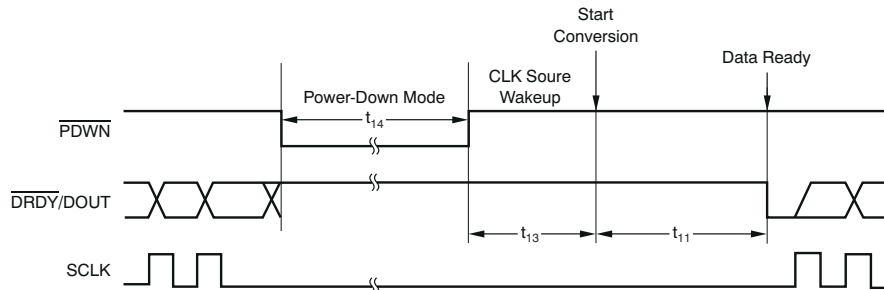 Start
Conversion
Data Ready
CLK Soure
Wakeup
Power-Down Mode
t14
PDWN
DRDY/DOUT
t13
t11
SCLK